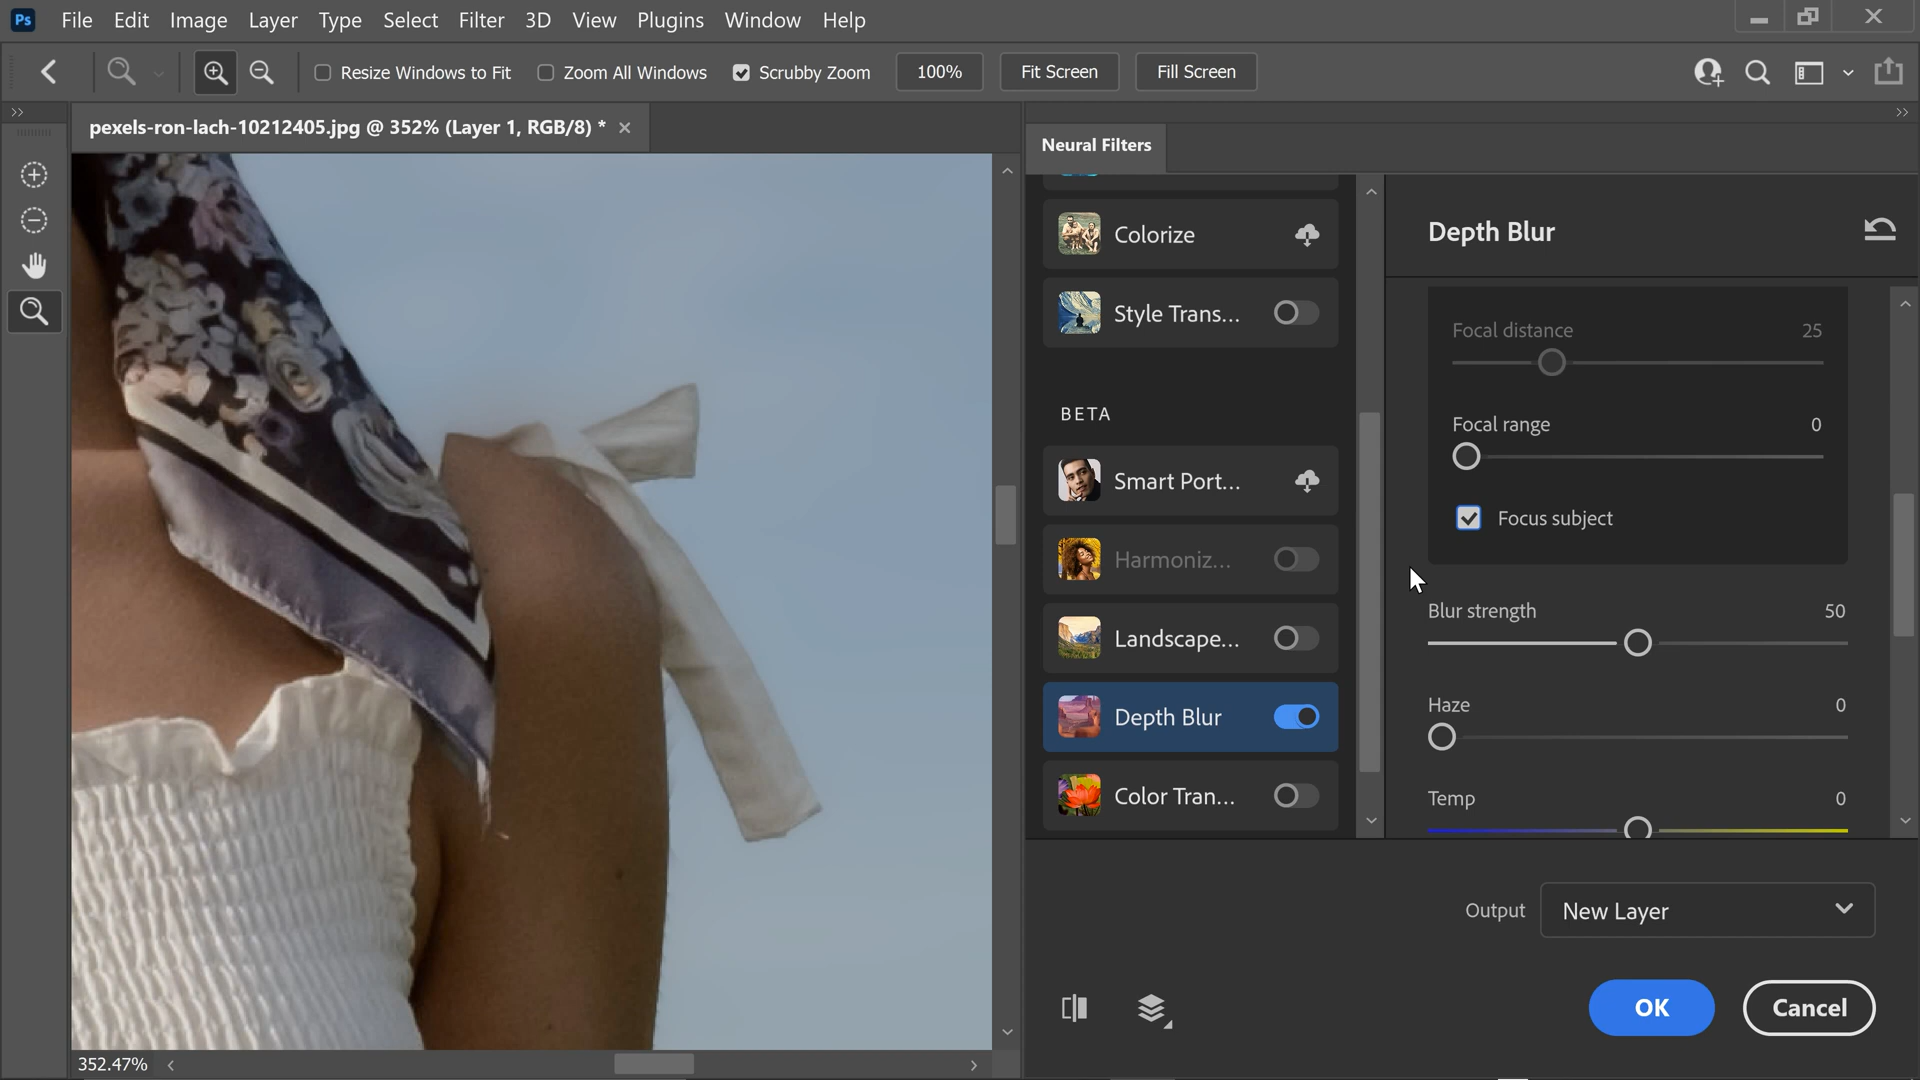 Ps File Edit Image Layer Type Select Filter 3D View Plugins Window Help
Resize Windows to Fit Zoom All Windows Scrubby Zoom 100% Fit Screen Fill Screen
pexels-ron-lach-10212405.jpg @ 352% (Layer 1, RGB/8) * ×
Neural Filters
Colorize
Style Trans...
BETA
Smart Port...
Harmoniz...
Landscape...
Depth Blur
Color Tran...
Depth Blur
Focal distance 25
Focal range 0
Focus subject
Blur strength 50
Haze 0
Temp 0
Output New Layer
OK Cancel
352.47%